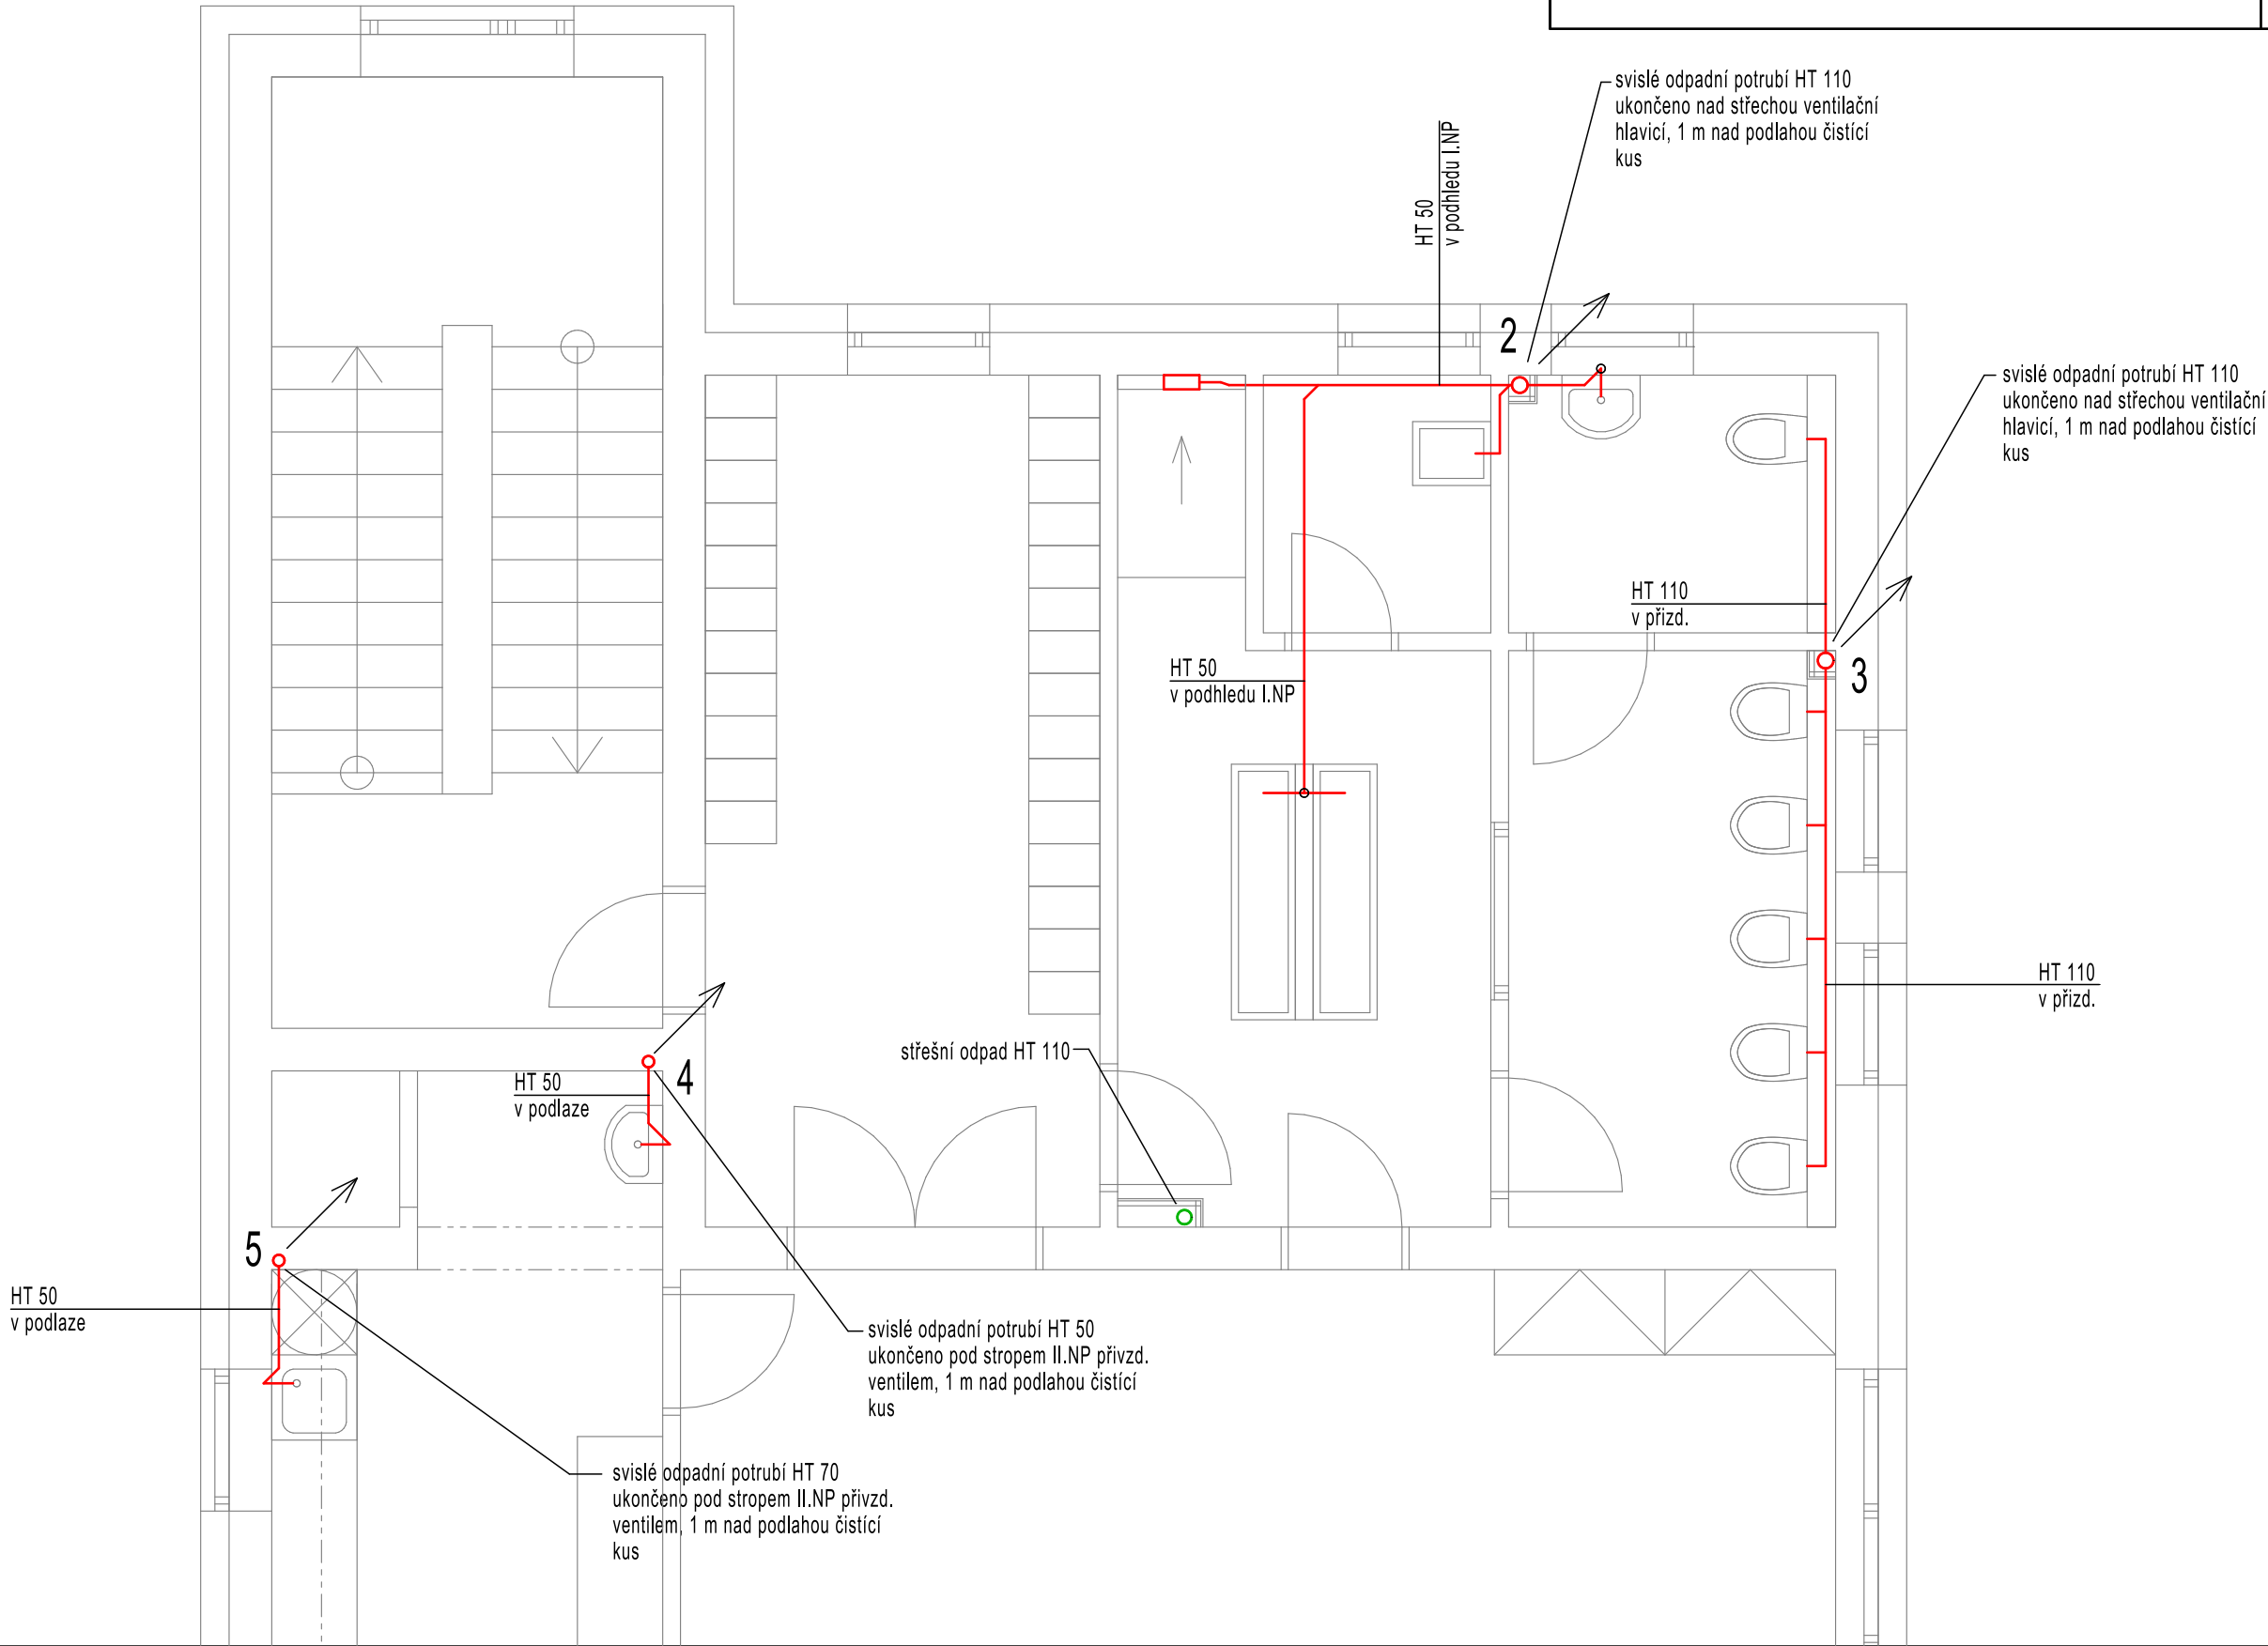 svislé odpadní potrubí HT 110
ukončeno nad střechou ventilační
hlavicí, 1 m nad podlahou čistící
kus
HT 50
v podhledu I.NP
2
svislé odpadní potrubí HT 110
ukončeno nad střechou ventilační
hlavicí, 1 m nad podlahou čistící
kus
HT 110
v přizd.
3
HT 50
v podhledu I.NP
HT 110
v přizd.
střešní odpad HT 110
4
HT 50
v podlaze
5
HT 50
v podlaze
svislé odpadní potrubí HT 50
ukončeno pod stropem II.NP přivzd.
ventilem, 1 m nad podlahou čistící
kus
svislé odpadní potrubí HT 70
ukončeno pod stropem II.NP přivzd.
ventilem, 1 m nad podlahou čistící
kus